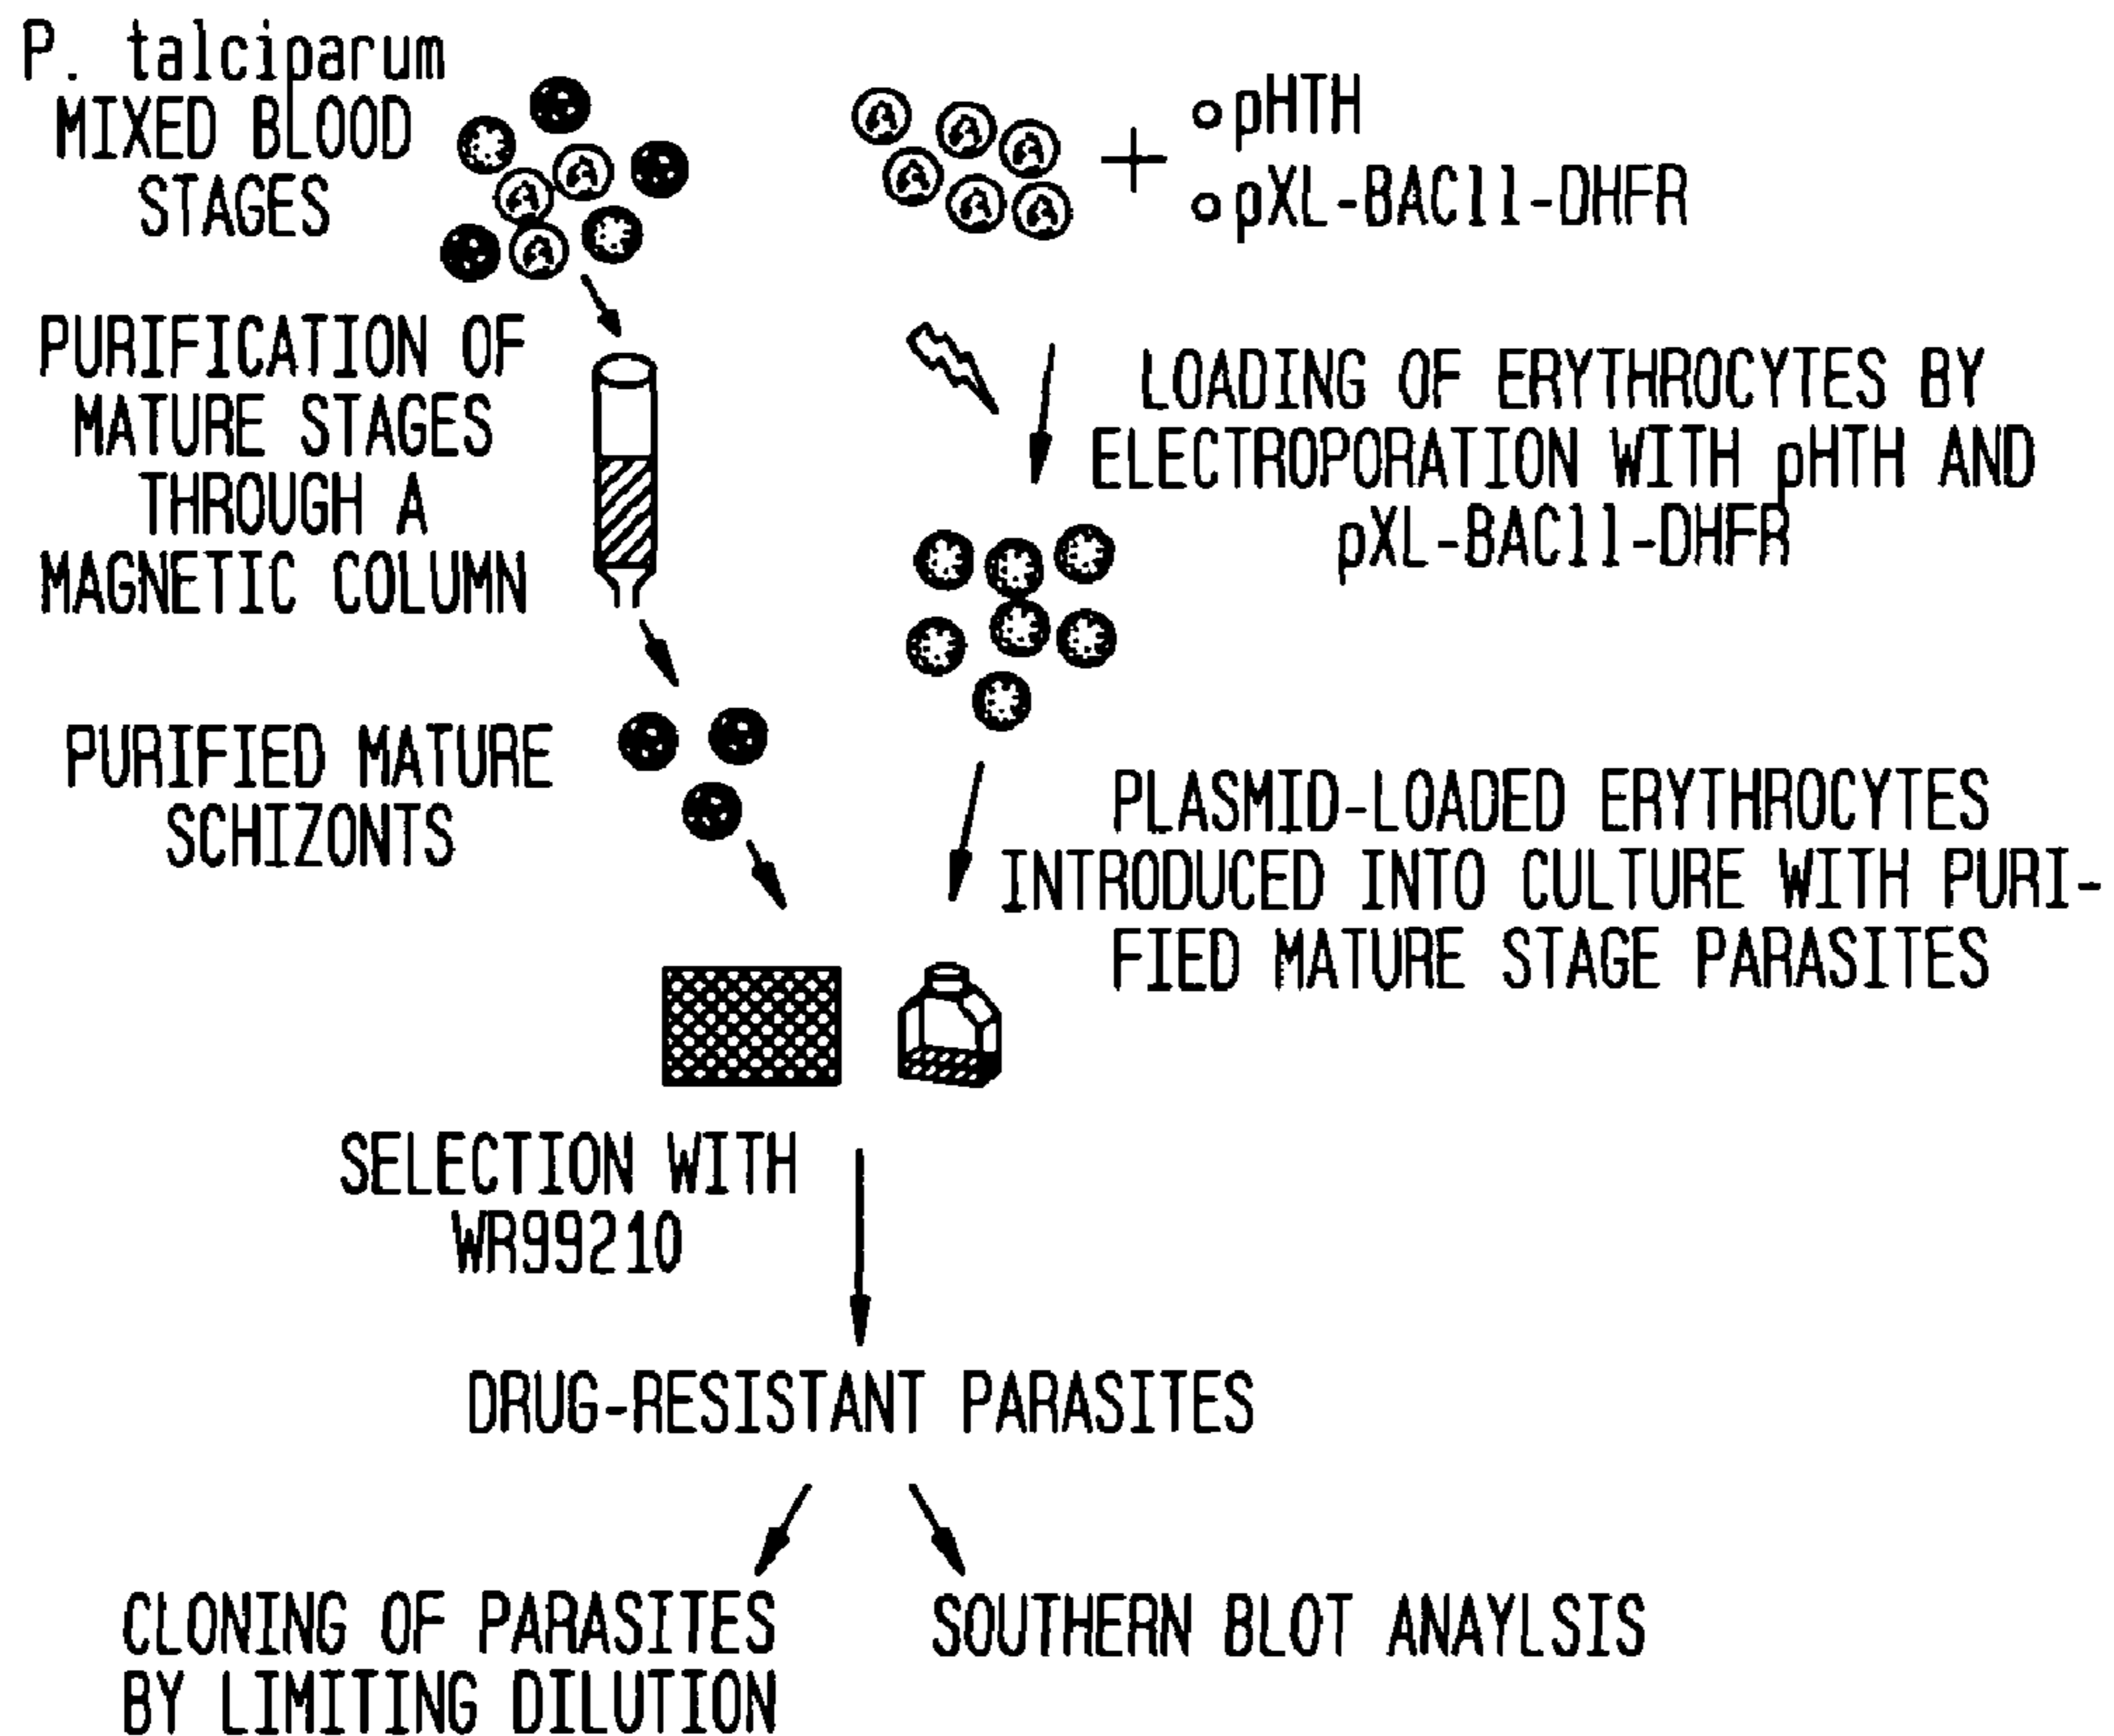 P. talciparum
MIXED BLOOD
STAGES
pHTH
pXL-BAC11-DHFR
PURIFICATION OF
MATURE STAGES
THROUGH A
MAGNETIC COLUMN
LOADING OF ERYTHROCYTES BY
ELECTROPORATION WITH pHTH AND
pXL-BAC11-DHFR
PURIFIED MATURE
SCHIZONTS
PLASMID-LOADED ERYTHROCYTES
INTRODUCED INTO CULTURE WITH PURI-
FIED MATURE STAGE PARASITES
SELECTION WITH
WR99210
DRUG-RESISTANT PARASITES
CLONING OF PARASITES
BY LIMITING DILUTION
SOUTHERN BLOT ANAYLSIS